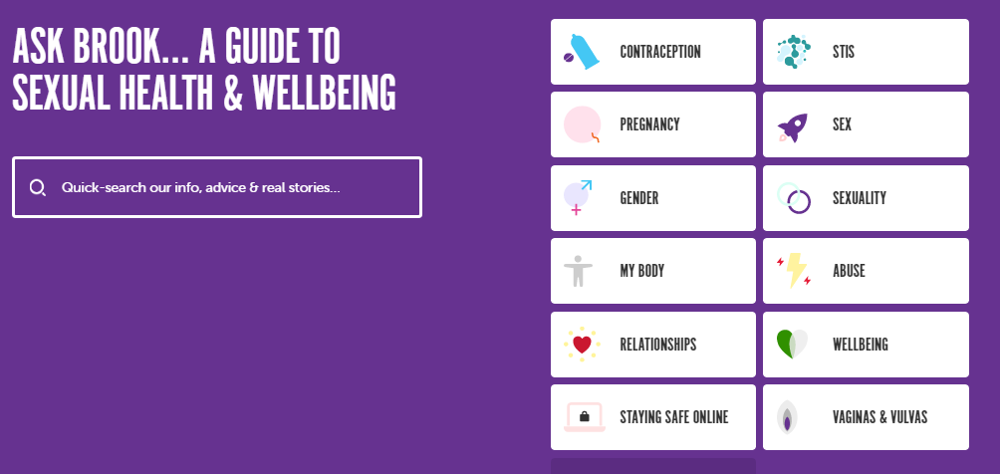 ASK BROOK... A GUIDE TO
SEXUAL HEALTH & WELLBEING
Quick-search our info, advice & real stories...
CONTRACEPTION
STIS
PREGNANCY
SEX
GENDER
SEXUALITY
MY BODY
ABUSE
RELATIONSHIPS
WELLBEING
STAYING SAFE ONLINE
VAGINAS & VULVAS